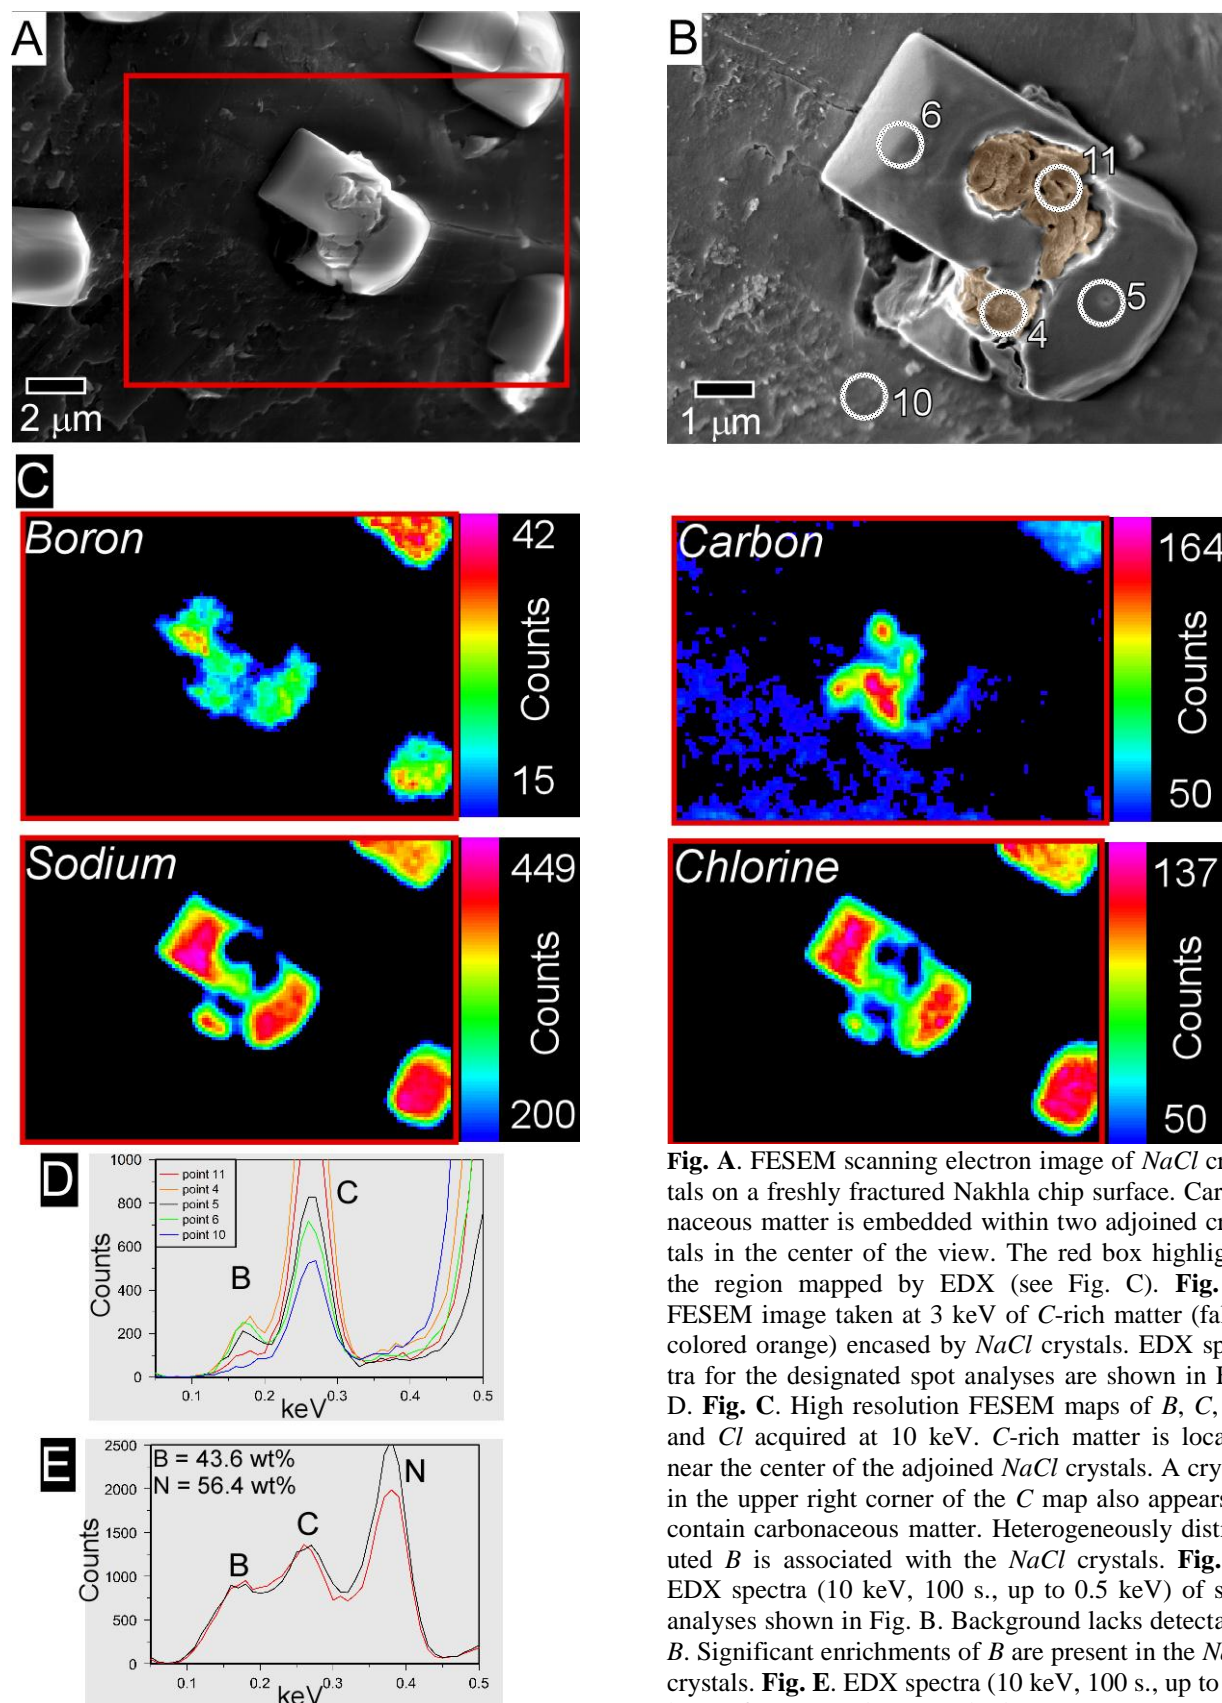 A
2 μm
B
6
11
5
4
10
1 μm
C
Boron
42
Counts
15
Carbon
164
Counts
50
Sodium
449
Counts
200
Chlorine
137
Counts
50
D
1000
800
600
400
200
0
Counts
point 11
point 4
point 5
point 6
point 10
B
C
0.1 0.2 0.3 0.4 0.5
keV
E
2500
2000
1500
1000
500
0
Counts
B = 43.6 wt%
N = 56.4 wt%
B
C
N
0.1 0.2 0.3 0.4 0.5
keV
Fig. A. FESEM scanning electron image of NaCl
tals on a freshly fractured Nakhla chip surface.
naceous matter is embedded within two adjoined
tals in the center of the view. The red box
the region mapped by EDX (see Fig. C). Fig.
FESEM image taken at 3 keV of C-rich matter
colored orange) encased by NaCl crystals. EDX
tra for the designated spot analyses are shown in
D. Fig. C. High resolution FESEM maps of B, C,
and Cl acquired at 10 keV. C-rich matter is
near the center of the adjoined NaCl crystals. A
in the upper right corner of the C map also appears
contain carbonaceous matter. Heterogeneously
uted B is associated with the NaCl crystals. Fig.
EDX spectra (10 keV, 100 s., up to 0.5 keV) of
analyses shown in Fig. B. Background lacks
B. Significant enrichments of B are present in the
crystals. Fig. E. EDX spectra (10 keV, 100 s., up to